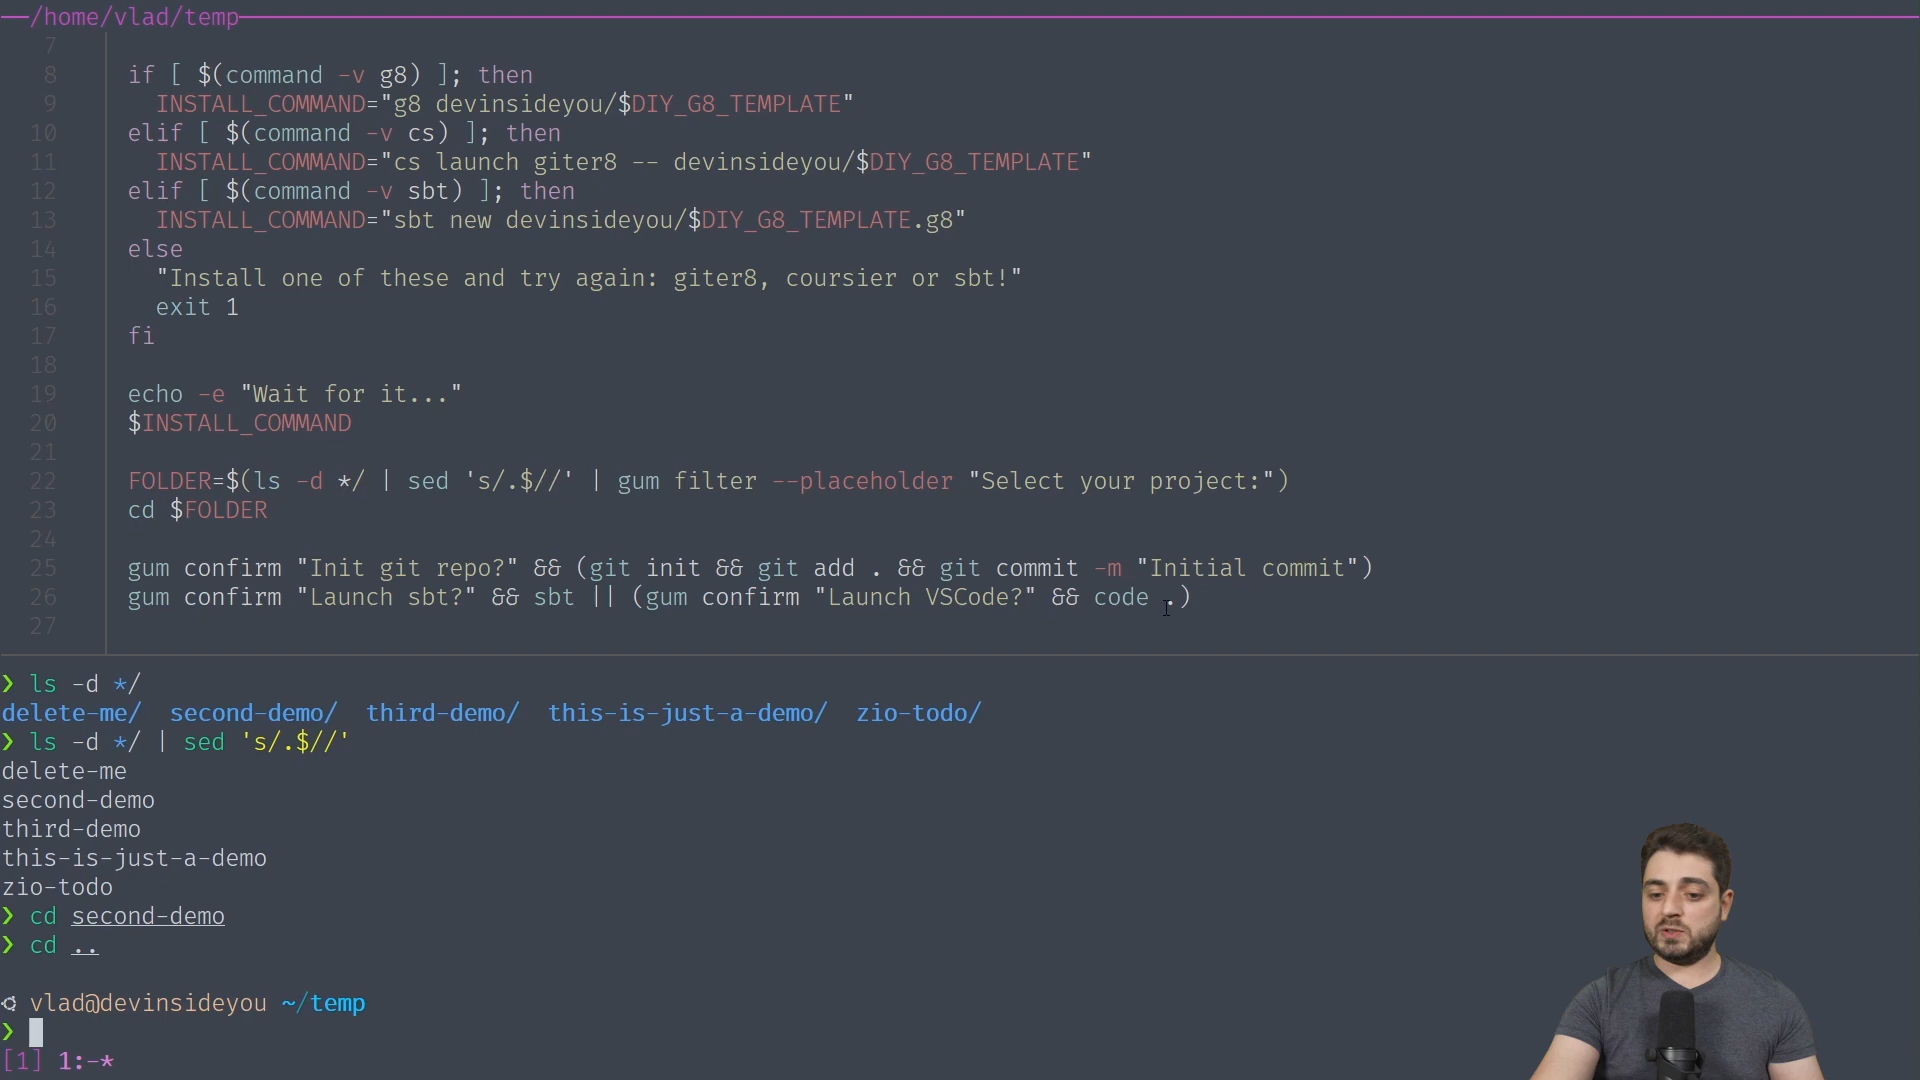 /home/vlad/temp
7
8 if [ $(command -v g8) ]; then
9 INSTALL_COMMAND="g8 devinsideyou/$DIY_G8_TEMPLATE"
10 elif [ $(command -v cs) ]; then
11 INSTALL_COMMAND="cs launch giter8 -- devinsideyou/$DIY_G8_TEMPLATE"
12 elif [ $(command -v sbt) ]; then
13 INSTALL_COMMAND="sbt new devinsideyou/$DIY_G8_TEMPLATE.g8"
14 else
15 "Install one of these and try again: giter8, coursier or sbt!"
16 exit 1
17 fi
18
19 echo -e "Wait for it..."
20 $INSTALL_COMMAND
21
22 FOLDER=$(ls -d */ | sed 's/.$//' | gum filter --placeholder "Select your project:")
23 cd $FOLDER
24
25 gum confirm "Init git repo?" && (git init && git add . && git commit -m "Initial commit")
26 gum confirm "Launch sbt?" && sbt || (gum confirm "Launch VSCode?" && code .)
27
❯ ls -d */
delete-me/ second-demo/ third-demo/ this-is-just-a-demo/ zio-todo/
❯ ls -d */ | sed 's/.$//'
delete-me
second-demo
third-demo
this-is-just-a-demo
zio-todo
❯ cd second-demo
❯ cd ..
vlad@devinsideyou ~/temp
❯
[1] 1:-*